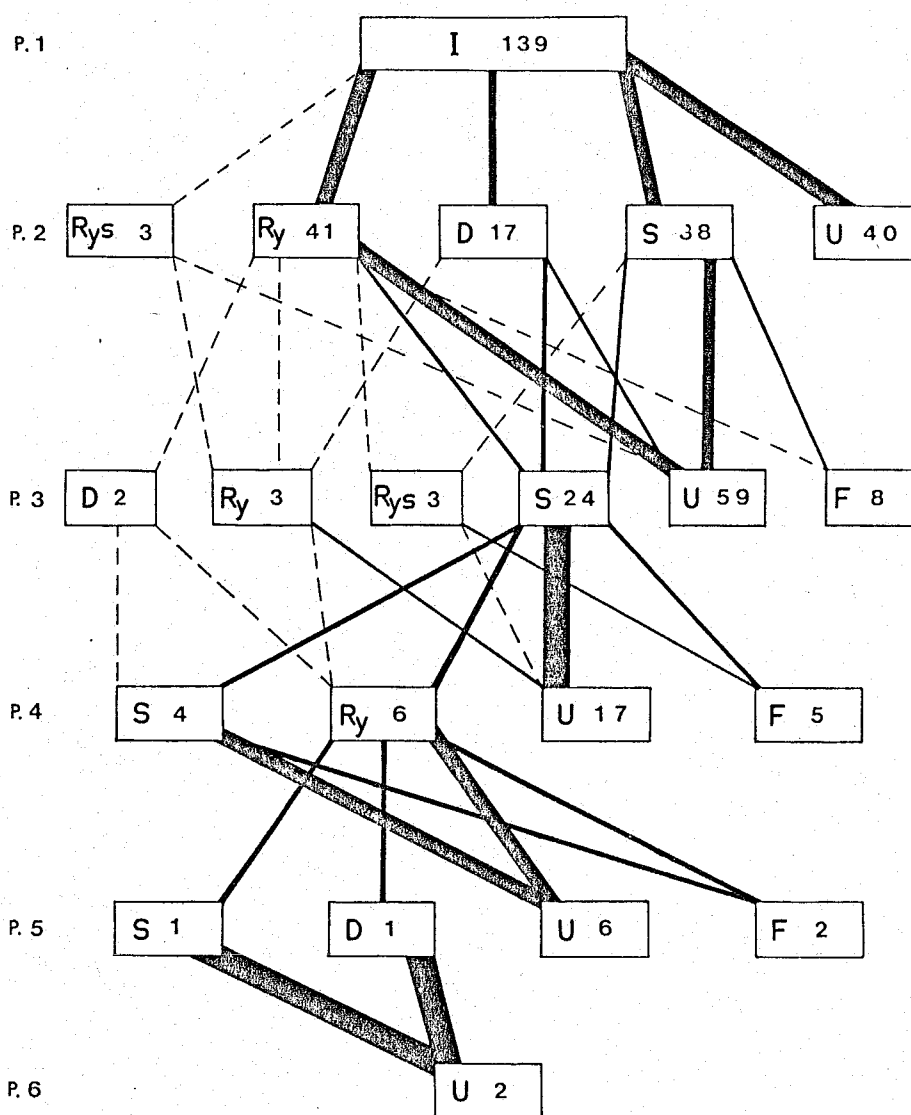 P.1 I 139
P.2 Rys 3 Ry 41 D 17 S 38 U 40
P.3 D 2 Ry 3 Rys 3 S 24 U 59 F 8
P.4 S 4 Ry 6 U 17 F 5
P.5 S 1 D 1 U 6 F 2
P.6 U 2